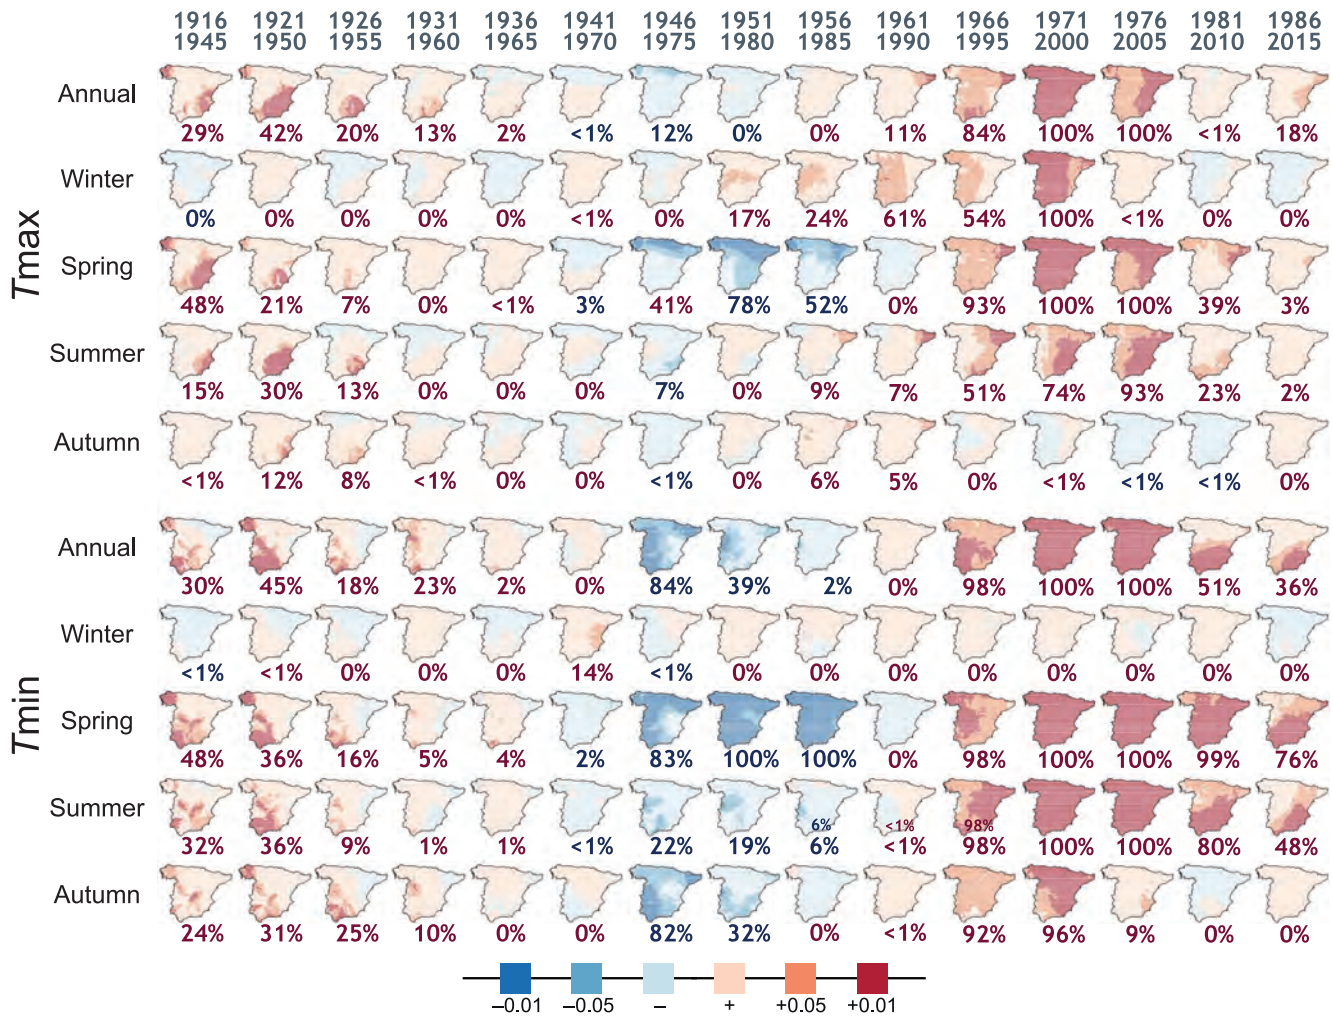 1916 1921 1926 1931 1936 1941 1946 1951 1956 1961 1966 1971 1976 1981 1986
1945 1950 1955 1960 1965 1970 1975 1980 1985 1990 1995 2000 2005 2010 2015
Tmax
Annual
29% 42% 20% 13% 2% <1% 12% 0% 0% 11% 84% 100% 100% <1% 18%
Winter
0% 0% 0% 0% 0% <1% 0% 17% 24% 61% 54% 100% <1% 0% 0%
Spring
48% 21% 7% 0% <1% 3% 41% 78% 52% 0% 93% 100% 100% 39% 3%
Summer
15% 30% 13% 0% 0% 0% 7% 0% 9% 7% 51% 74% 93% 23% 2%
Autumn
<1% 12% 8% <1% 0% 0% <1% 0% 6% 5% 0% <1% <1% <1% 0%
Tmin
Annual
30% 45% 18% 23% 2% 0% 84% 39% 2% 0% 98% 100% 100% 51% 36%
Winter
<1% <1% 0% 0% 0% 14% <1% 0% 0% 0% 0% 0% 0% 0% 0%
Spring
48% 36% 16% 5% 4% 2% 83% 100% 100% 0% 98% 100% 100% 99% 76%
Summer
6% <1% 98%
32% 36% 9% 1% 1% <1% 22% 19% 6% <1% 98% 100% 100% 80% 48%
Autumn
24% 31% 25% 10% 0% 0% 82% 32% 0% <1% 92% 96% 9% 0% 0%
–0.01 –0.05 – + +0.05 +0.01